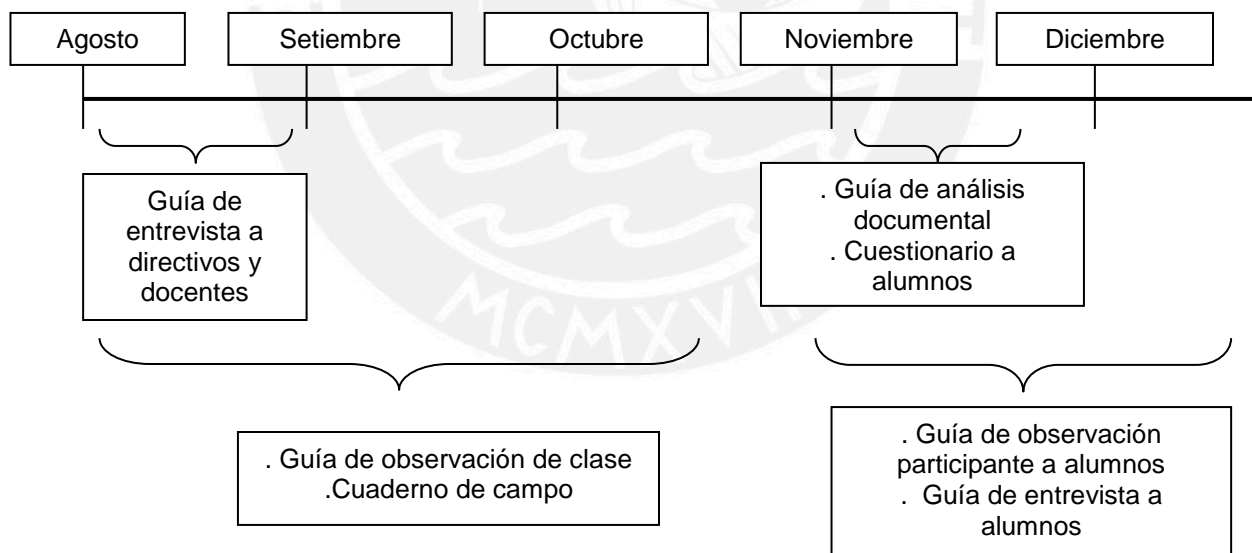 Agosto
Setiembre
Octubre
Noviembre
Diciembre
Guía de
entrevista a
directivos y
docentes
. Guía de análisis
documental
. Cuestionario a
alumnos
MCMXVII
. Guía de observación de clase
.Cuaderno de campo
. Guía de observación
participante a alumnos
. Guía de entrevista a
alumnos